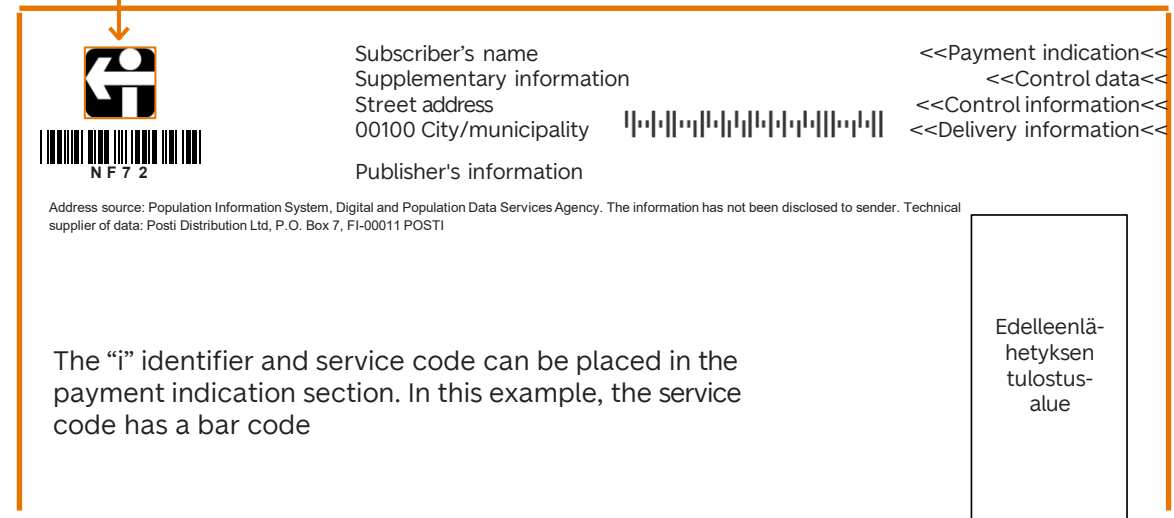 Subscriber's name
Supplementary information
Street address
00100 City/municipality
Publisher's information
<<Payment indication<<
<<Control data<<
<<Control information<<
<<Delivery information<<
NF72
Address source: Population Information System, Digital and Population Data Services Agency. The information has not been disclosed to sender. Technical
supplier of data: Posti Distribution Ltd, P.O. Box 7, FI-00011 POSTI
The “i” identifier and service code can be placed in the
payment indication section. In this example, the service
code has a bar code
Edelleenlä-
hetyksen
tulostus-
alue